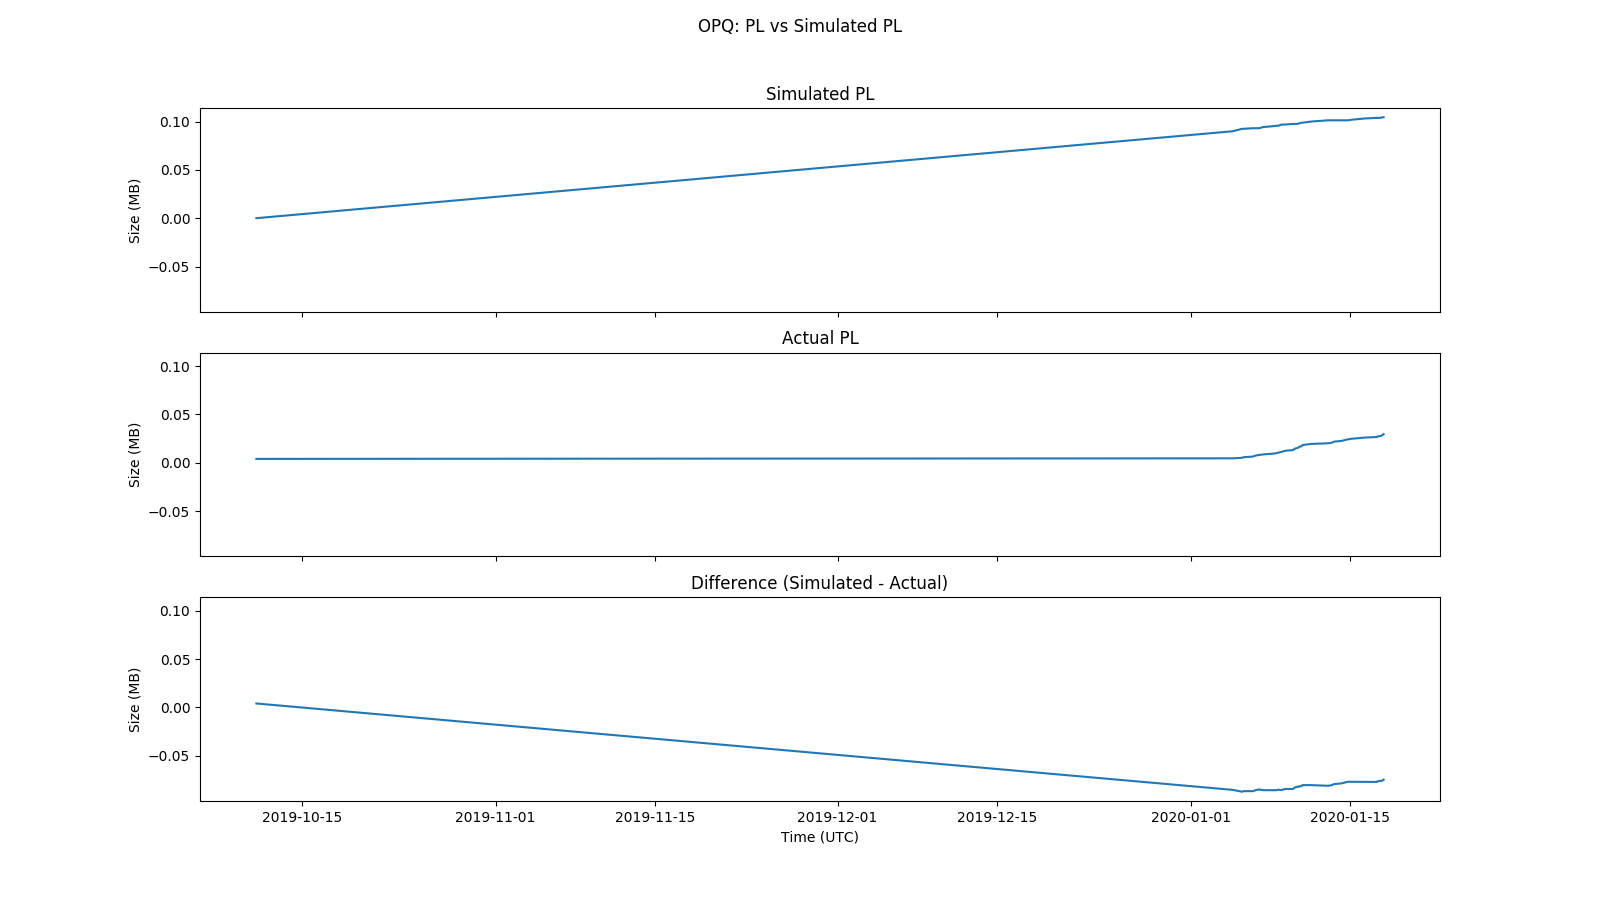 OPQ: PL vs Simulated PL
Simulated PL
0.10
0.05
0.00
−0.05
Size (MB)
Actual PL
0.10
0.05
0.00
−0.05
Size (MB)
Difference (Simulated - Actual)
0.10
0.05
0.00
−0.05
Size (MB)
2019-10-15 2019-11-01 2019-11-15 2019-12-01 2019-12-15 2020-01-01 2020-01-15
Time (UTC)